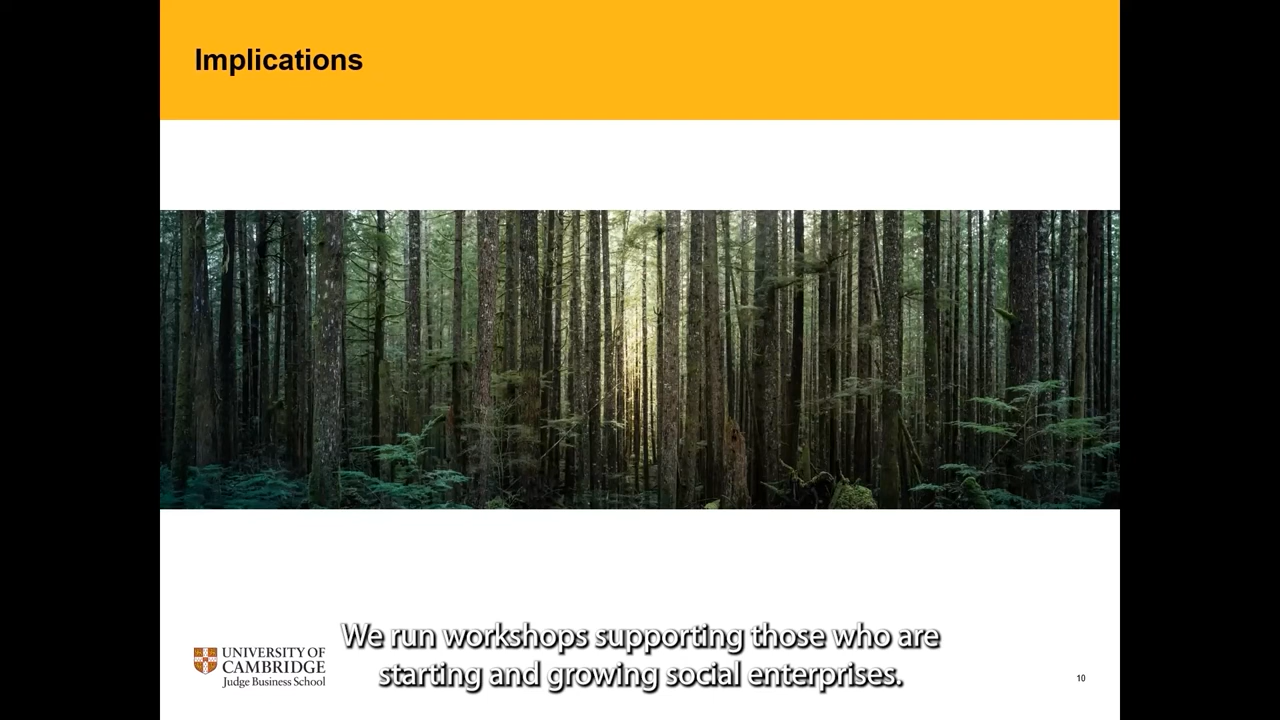 Implications
We run workshops supporting those who are
starting and growing social enterprises.
UNIVERSITY OF
CAMBRIDGE
Judge Business School
10